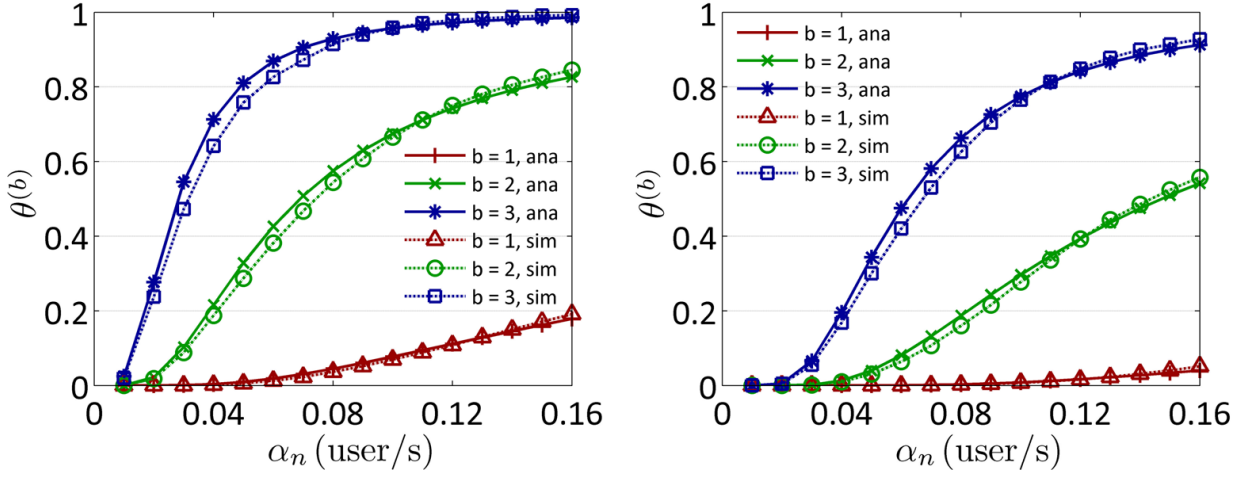 1
0.8
0.6
0.4
0.2
0
θ^(b)
b = 1, ana
b = 2, ana
b = 3, ana
b = 1, sim
b = 2, sim
b = 3, sim
0 0.04 0.08 0.12 0.16
α_n (user/s)
1
0.8
0.6
0.4
0.2
0
θ^(b)
b = 1, ana
b = 2, ana
b = 3, ana
b = 1, sim
b = 2, sim
b = 3, sim
0 0.04 0.08 0.12 0.16
α_n (user/s)